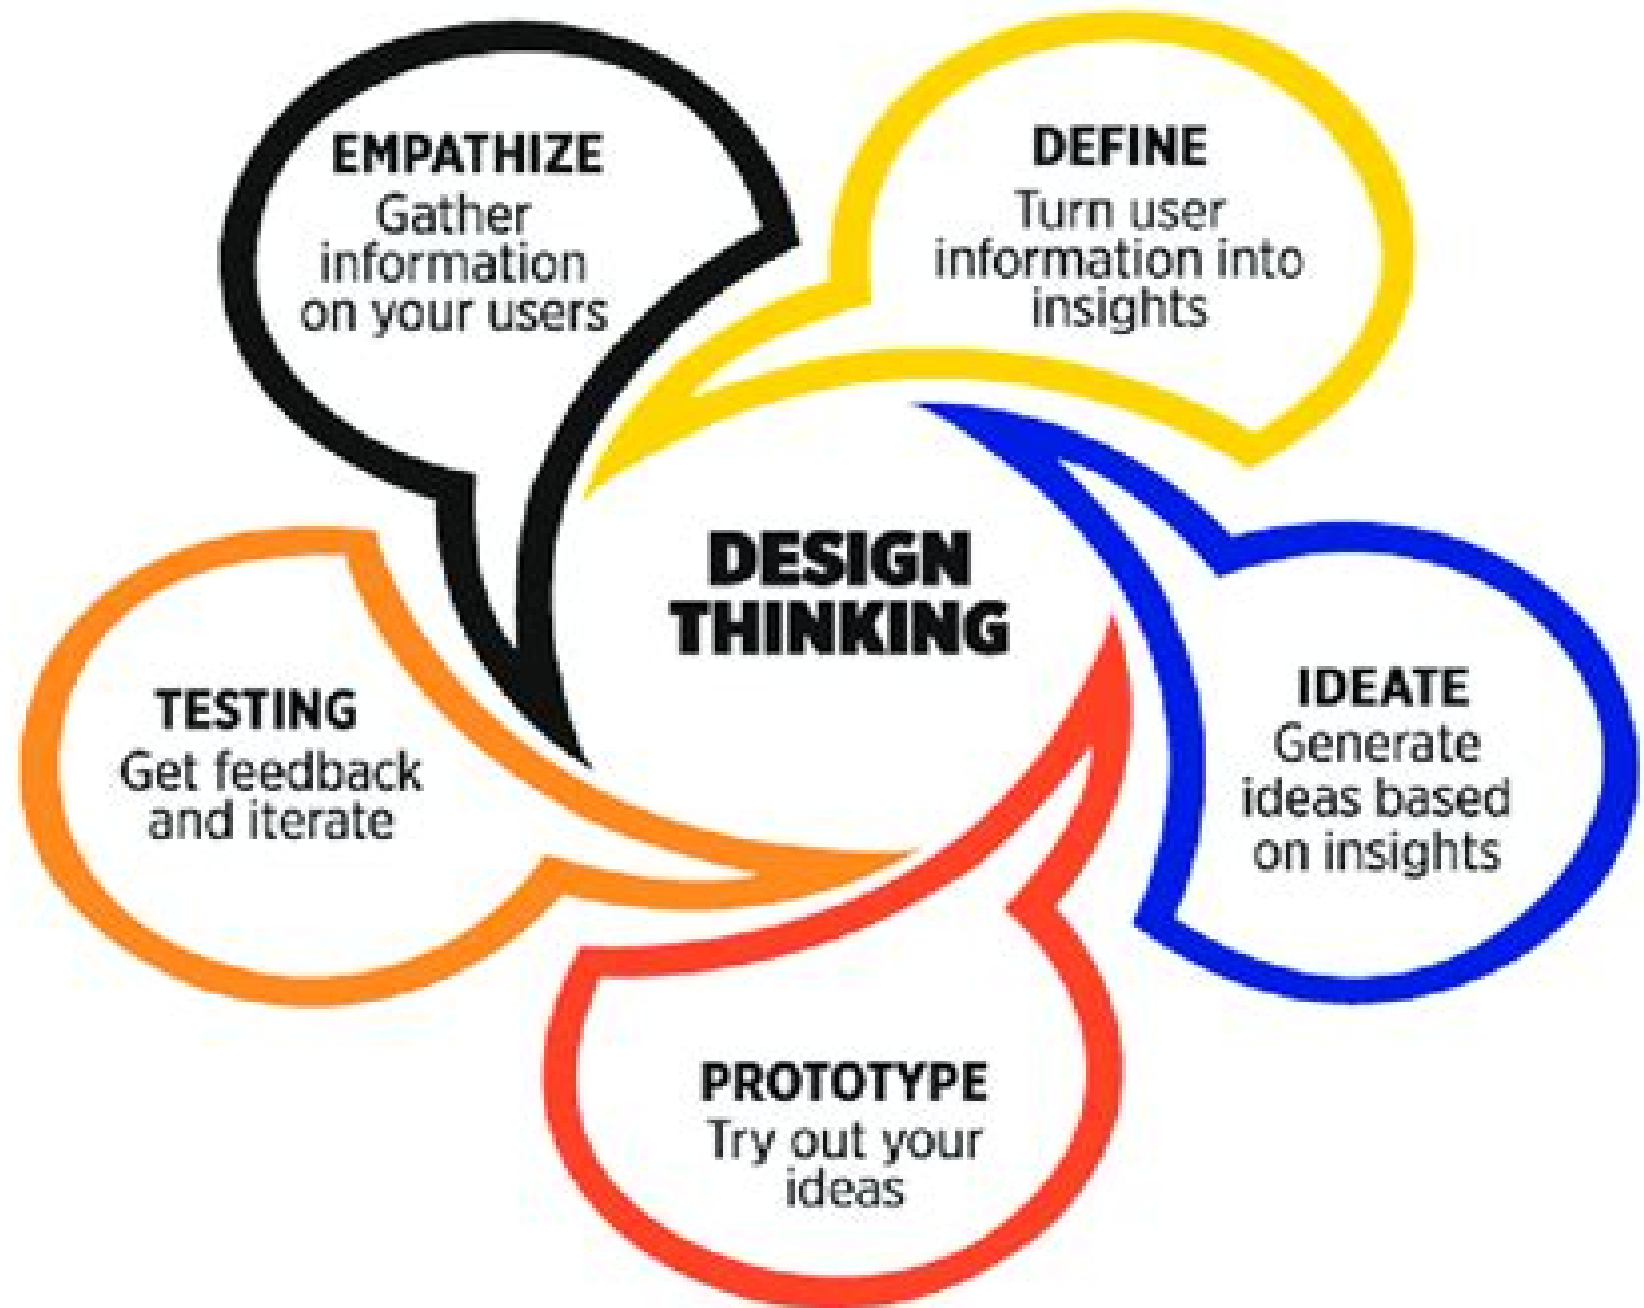 EMPATHIZE
Gather
information
on your users
DEFINE
Turn user
information into
insights
DESIGN
THINKING
IDEATE
Generate
ideas based
on insights
PROTOTYPE
Try out your
ideas
TESTING
Get feedback
and iterate